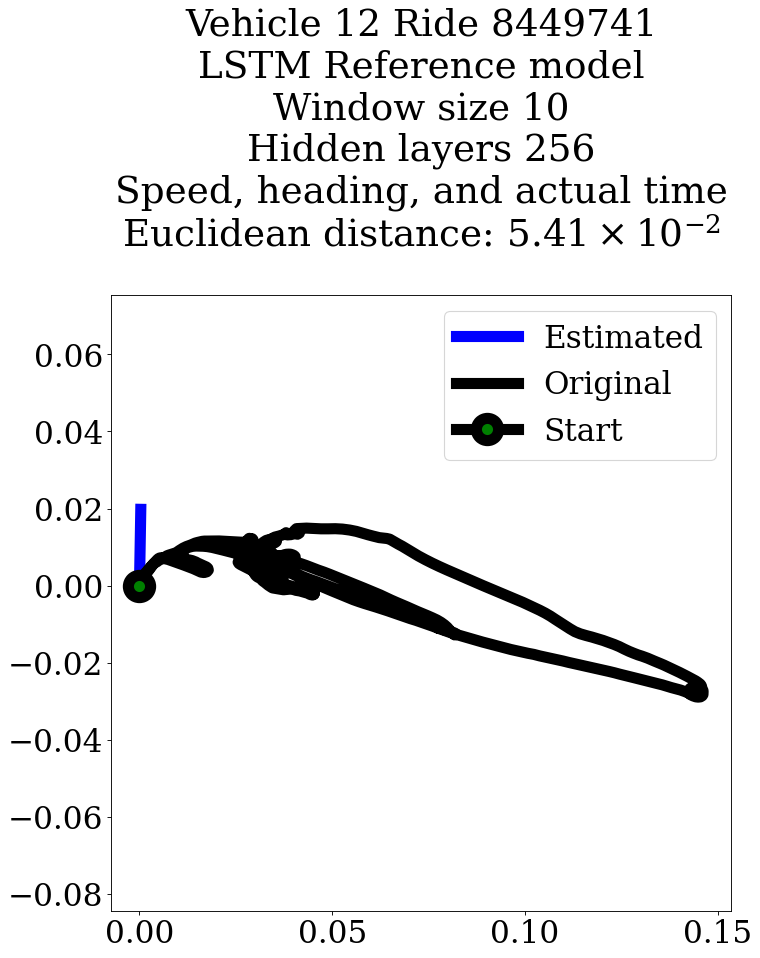 Vehicle 12 Ride 8449741
LSTM Reference model
Window size 10
Hidden layers 256
Speed, heading, and actual time
Euclidean distance: 5.41 × 10⁻²
Estimated
Original
Start
0.06
0.04
0.02
0.00
−0.02
−0.04
−0.06
−0.08
0.00 0.05 0.10 0.15